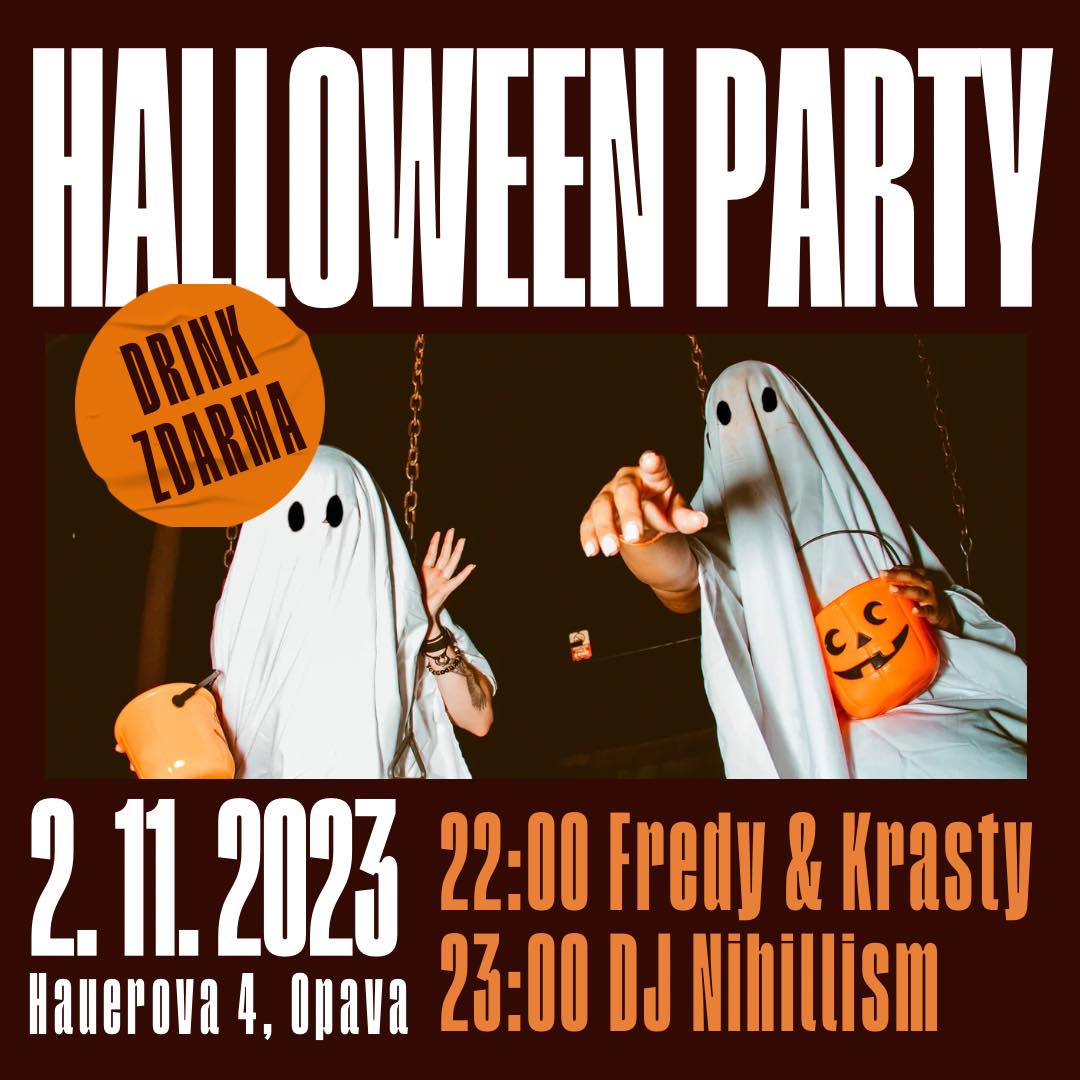 HALLOWEEN PARTY
DRINK
ZDARMA
2. 11. 2023
Hauerova 4, Opava
22:00 Fredy & Krasty
23:00 DJ Nihillism